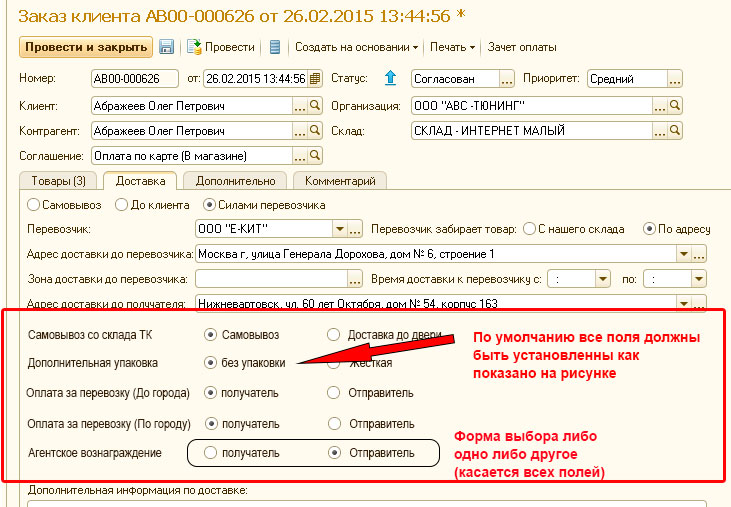 Заказ клиента АВ00-000626 от 26.02.2015 13:44:56 *
Провести и закрыть Провести Создать на основании Печать Зачет оплаты
Номер: АВ00-000626 от: 26.02.2015 13:44:56 Статус: Согласован ... Приоритет: Средний ...
Клиент: Абражеев Олег Петрович ... Организация: ООО "АВС -ТЮНИНГ" ...
Контрагент: Абражеев Олег Петрович ... Склад: СКЛАД - ИНТЕРНЕТ МАЛЫЙ ...
Соглашение: Оплата по карте (В магазине) ...
Товары (3) Доставка Дополнительно Комментарий
Самовывоз До клиента Силами перевозчика
Перевозчик: ООО "Е-КИТ" ... Перевозчик забирает товар: С нашего склада По адресу
Адрес доставки до перевозчика: Москва г, улица Генерала Дорохова, дом № 6, строение 1 ...
Зона доставки до перевозчика: ... Время доставки к перевозчику с: : по: :
Адрес доставки до получателя: Нижневартовск, ул. 60 лет Октября, дом № 54, корпус 163 ...
Самовывоз со склада ТК Самовывоз Доставка до двери
Дополнительная упаковка без упаковки Жесткая
По умолчанию все поля должны
быть установленны как
показано на рисунке
Оплата за перевозку (До города) получатель Отправитель
Оплата за перевозку (По городу) получатель Отправитель
Агентское вознаграждение получатель Отправитель
Форма выбора либо
одно либо другое
(касается всех полей)
Дополнительная информация по доставке: